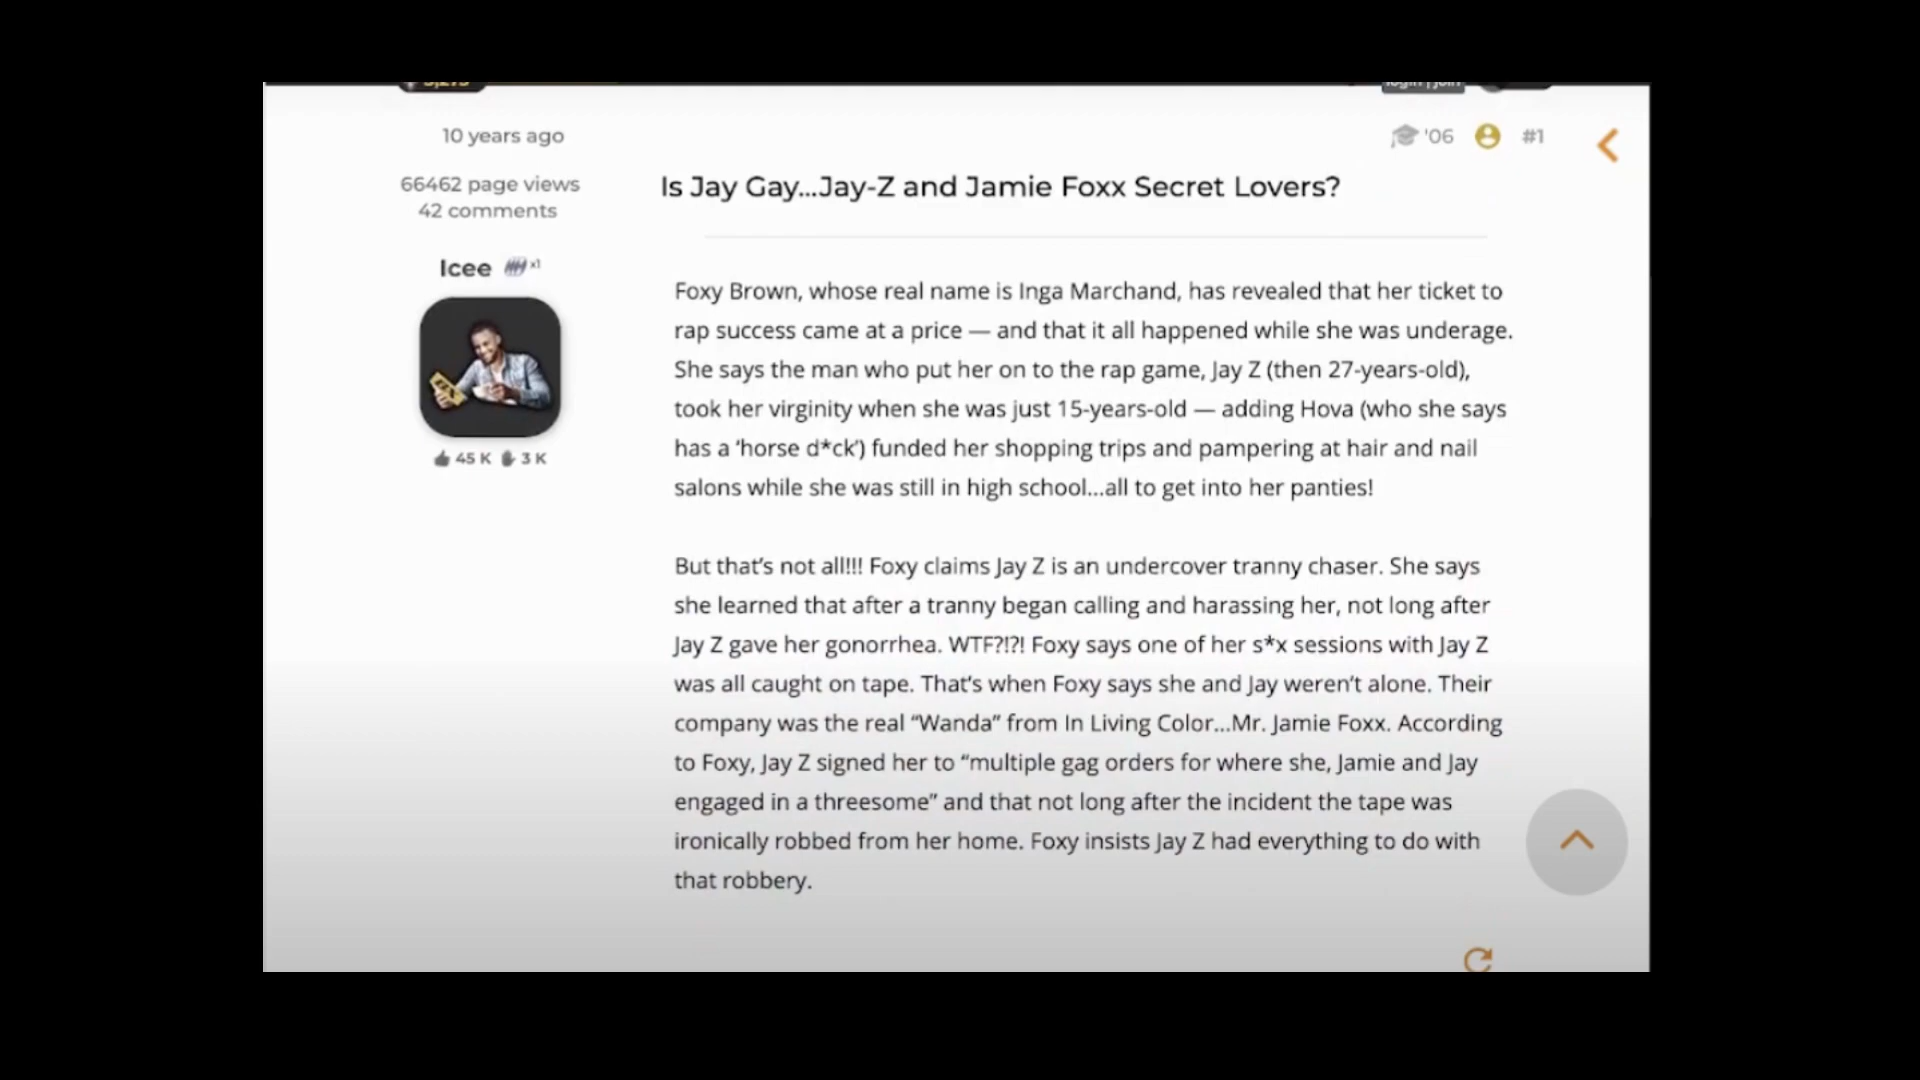 10 years ago
'06
#1
66462 page views
42 comments
Is Jay Gay...Jay-Z and Jamie Foxx Secret Lovers?
Icee x1
45 K 3 K
Foxy Brown, whose real name is Inga Marchand, has revealed that her ticket to
rap success came at a price — and that it all happened while she was underage.
She says the man who put her on to the rap game, Jay Z (then 27-years-old),
took her virginity when she was just 15-years-old — adding Hova (who she says
has a ‘horse d*ck’) funded her shopping trips and pampering at hair and nail
salons while she was still in high school...all to get into her panties!
But that’s not all!!! Foxy claims Jay Z is an undercover tranny chaser. She says
she learned that after a tranny began calling and harassing her, not long after
Jay Z gave her gonorrhea. WTF?!?! Foxy says one of her s*x sessions with Jay Z
was all caught on tape. That’s when Foxy says she and Jay weren’t alone. Their
company was the real “Wanda” from In Living Color...Mr. Jamie Foxx. According
to Foxy, Jay Z signed her to “multiple gag orders for where she, Jamie and Jay
engaged in a threesome” and that not long after the incident the tape was
ironically robbed from her home. Foxy insists Jay Z had everything to do with
that robbery.